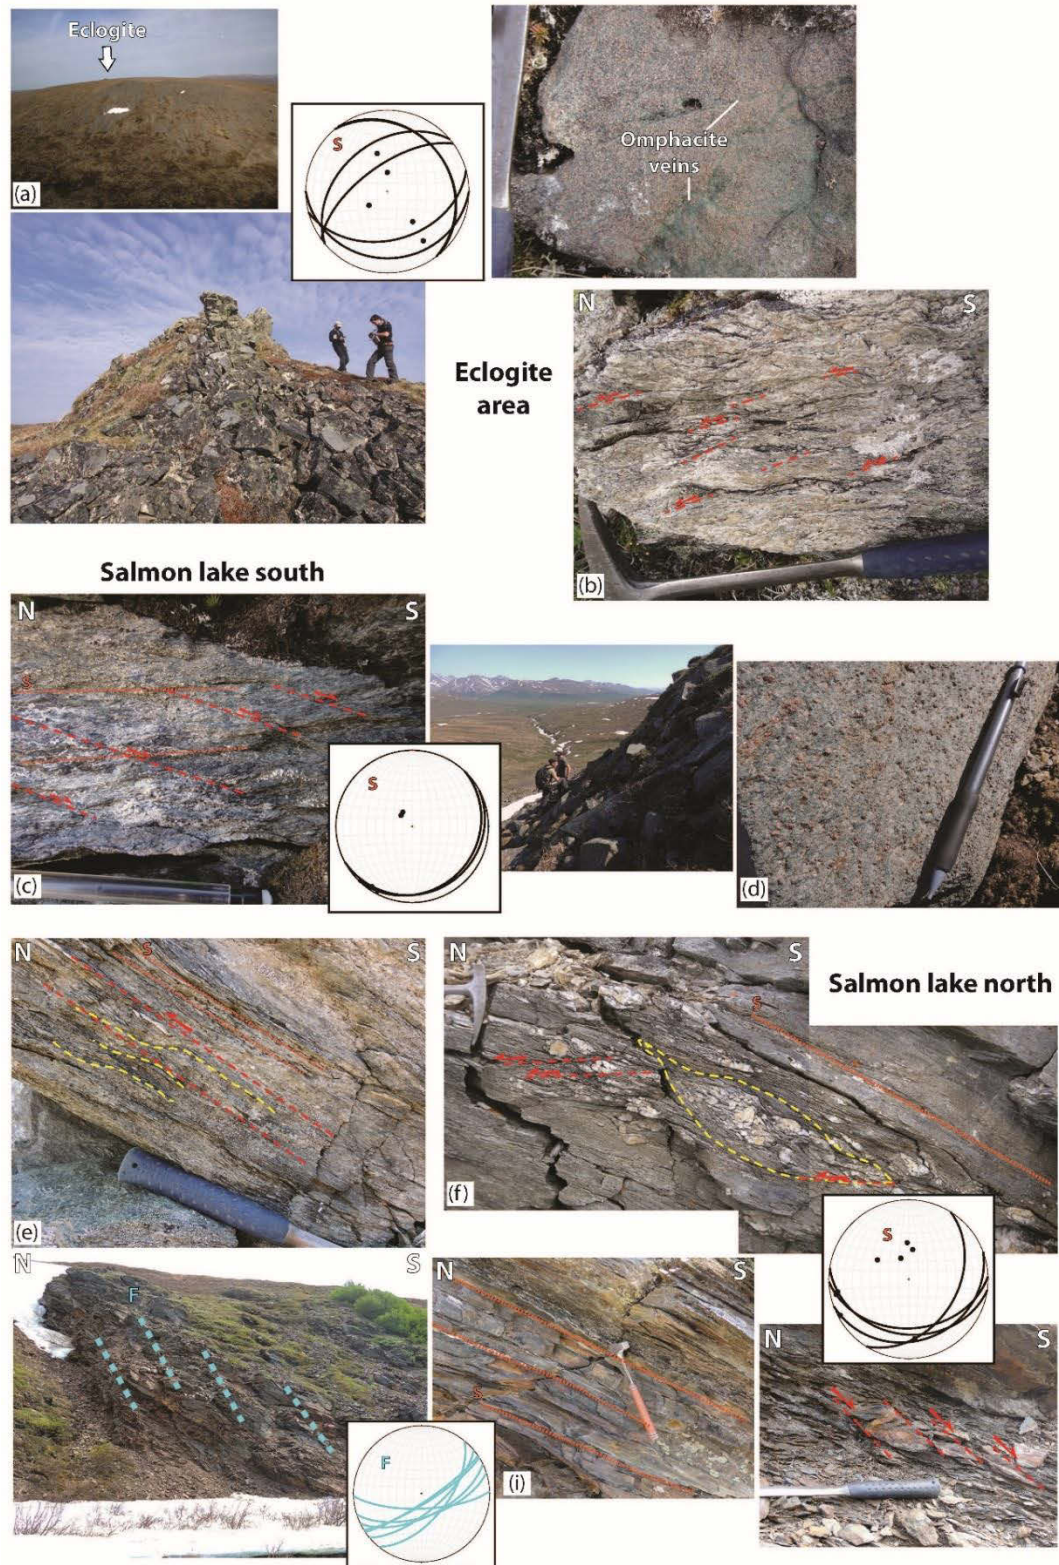 Eclogite
(a)
S
Omphacite
veins
Eclogite
area
N
S
(b)
Salmon lake south
N
S
S
(c)
S
(d)
N
S
S
(e)
N
S
S
(f)
Salmon lake north
S
N
S
F
F
N
S
S
(i)
N
S